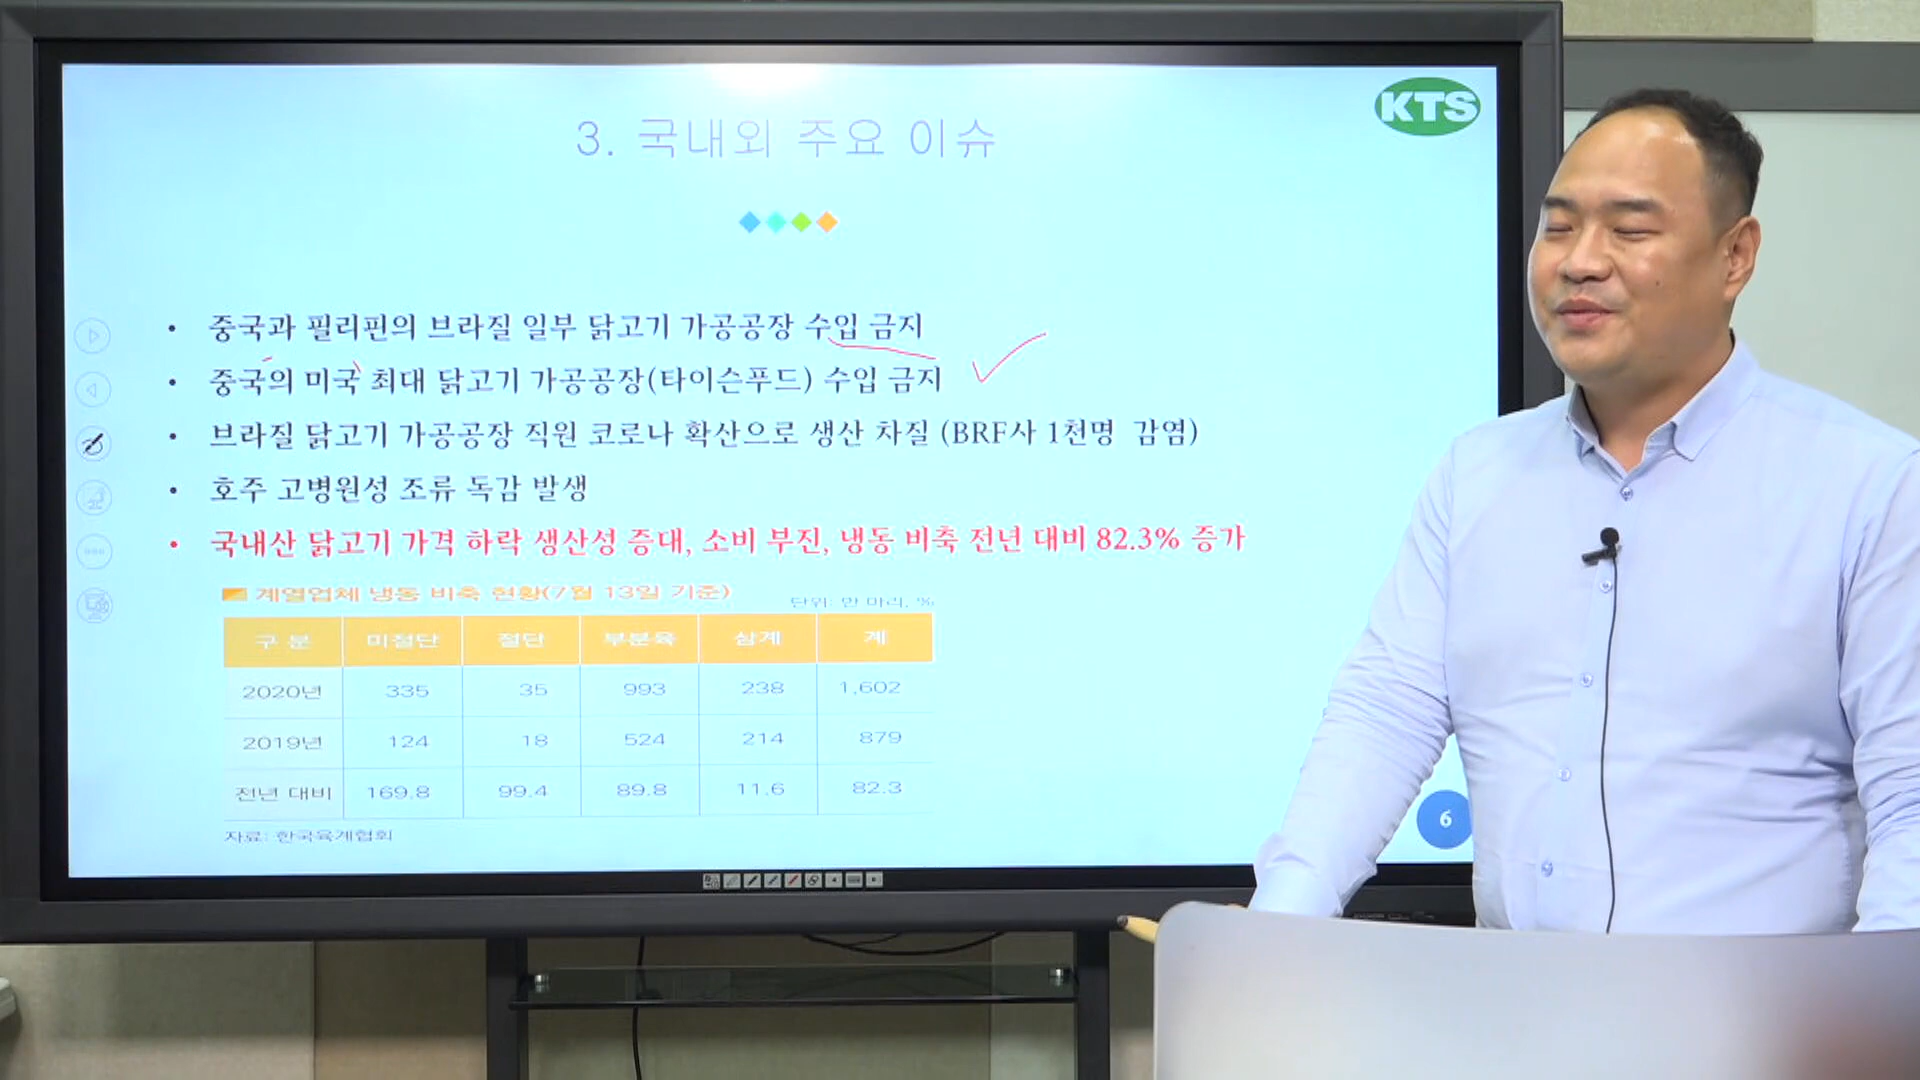 KTS
3. 국내외 주요 이슈
• 중국과 필리핀의 브라질 일부 닭고기 가공공장 수입 금지
• 중국의 미국 최대 닭고기 가공공장(타이슨푸드) 수입 금지
• 브라질 닭고기 가공공장 직원 코로나 확산으로 생산 차질 (BRF사 1천명 감염)
• 호주 고병원성 조류 독감 발생
• 국내산 닭고기 가격 하락 생산성 증대, 소비 부진, 냉동 비축 전년 대비 82.3% 증가
계열업체 냉동 비축 현황(7월 13일 기준)
단위: 만 마리, %
구 분 미절단 절단 부분육 삼계 계
2020년 335 35 993 238 1,602
2019년 124 18 524 214 879
전년 대비 169.8 99.4 89.8 11.6 82.3
자료: 한국육계협회
6